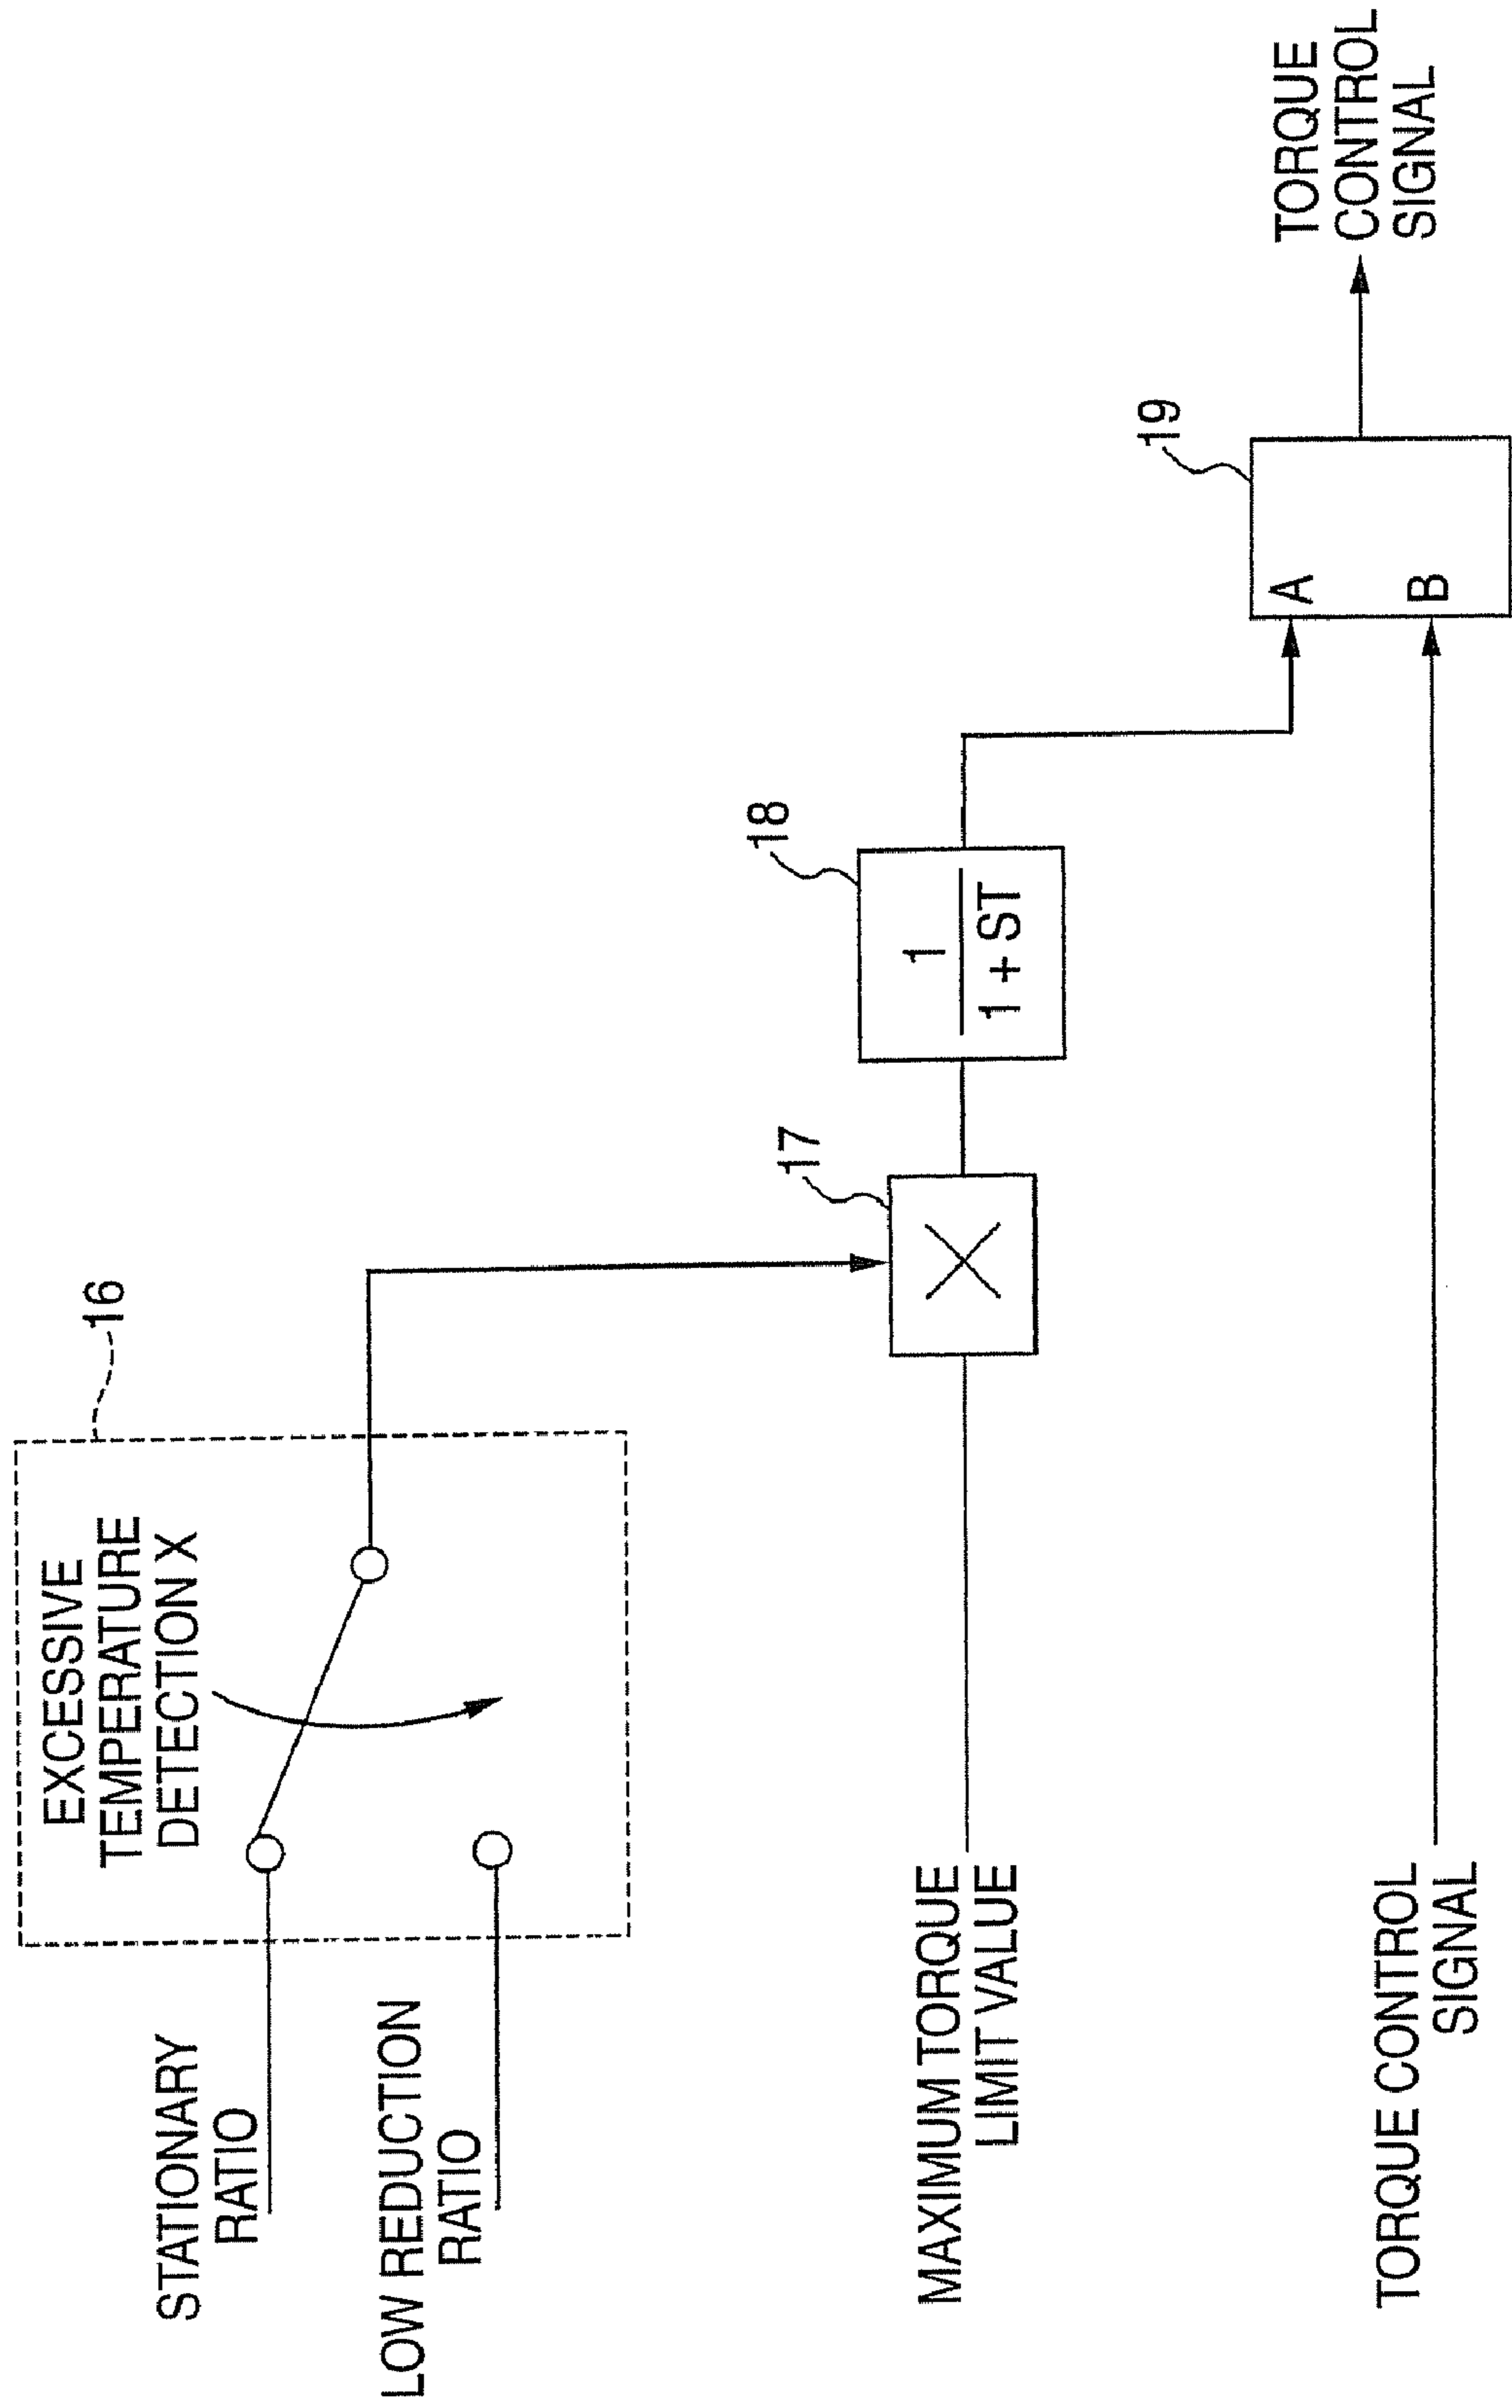 16
EXCESSIVE
TEMPERATURE
DETECTION X
STATIONARY
RATIO
LOW REDUCTION
RATIO
17
18
MAXIMUM TORQUE
LIMIT VALUE
1
1 + ST
19
A
B
TORQUE
CONTROL
SIGNAL
TORQUE CONTROL
SIGNAL